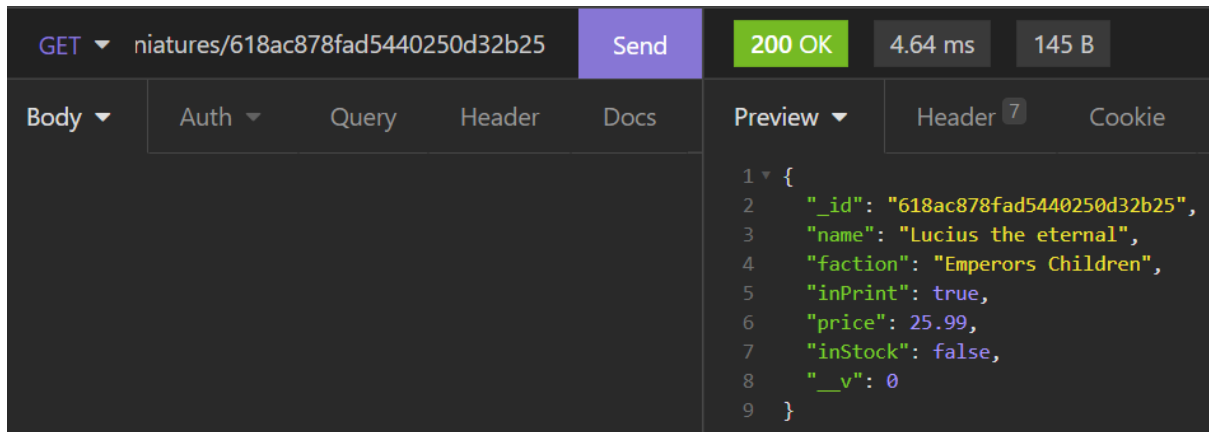 GET niatures/618ac878fad5440250d32b25 Send 200 OK 4.64 ms 145 B
Body Auth Query Header Docs Preview Header 7 Cookie
1 {
2 "_id": "618ac878fad5440250d32b25",
3 "name": "Lucius the eternal",
4 "faction": "Emperors Children",
5 "inPrint": true,
6 "price": 25.99,
7 "inStock": false,
8 "__v": 0
9 }